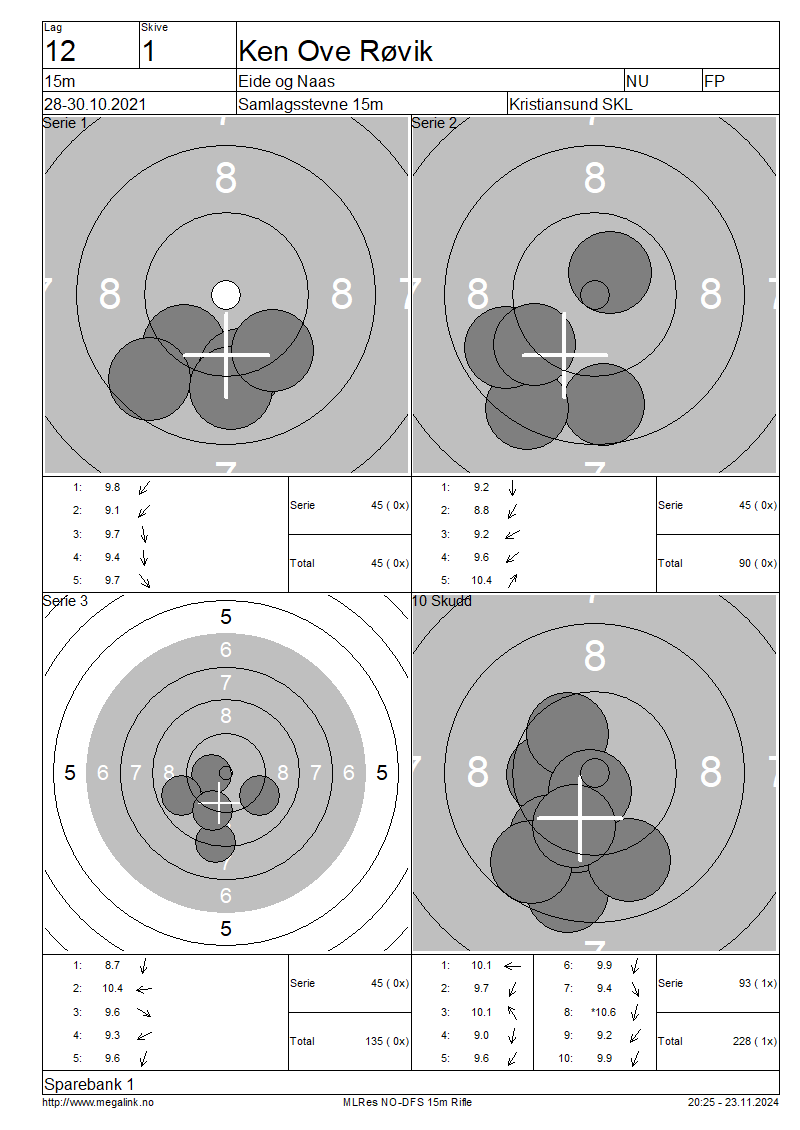 Lag
Skive
12
1
Ken Ove Røvik
15m
Eide og Naas
NU
FP
28-30.10.2021
Samlagsstevne 15m
Kristiansund SKL
Serie 1
7
8
7 8 8 7
7
Serie 2
7
8
8 8 7
7
1: 9.8
2: 9.1
3: 9.7
4: 9.4
5: 9.7
Serie 45 ( 0x)
Total 45 ( 0x)
1: 9.2
2: 8.8
3: 9.2
4: 9.6
5: 10.4
Serie 45 ( 0x)
Total 90 ( 0x)
Serie 3
5
6
7
8
5 6 7 8 8 7 6 5
7
6
5
10 Skudd
7
8
7 8 8 7
7
1: 8.7
2: 10.4
3: 9.6
4: 9.3
5: 9.6
Serie 45 ( 0x)
Total 135 ( 0x)
1: 10.1
2: 9.7
3: 10.1
4: 9.0
5: 9.6
6: 9.9
7: 9.4
8: *10.6
9: 9.2
10: 9.9
Serie 93 ( 1x)
Total 228 ( 1x)
Sparebank 1
http://www.megalink.no
MLRes NO-DFS 15m Rifle
20:25 - 23.11.2024